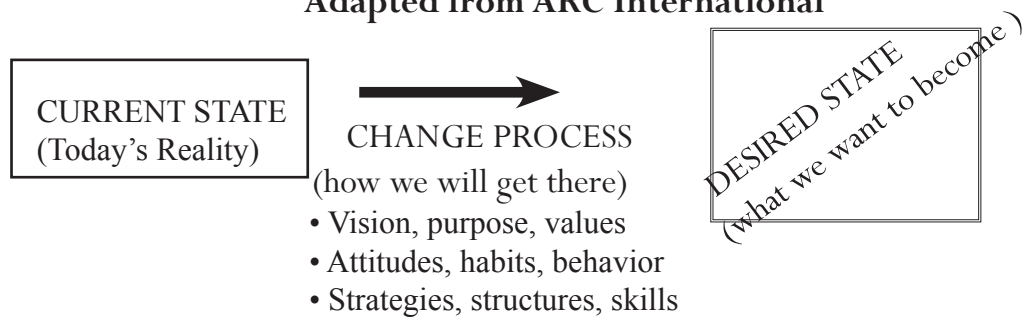 Adapted from ARC International
CURRENT STATE
(Today’s Reality)
CHANGE PROCESS
(how we will get there)
• Vision, purpose, values
• Attitudes, habits, behavior
• Strategies, structures, skills
DESIRED STATE
(what we want to become )